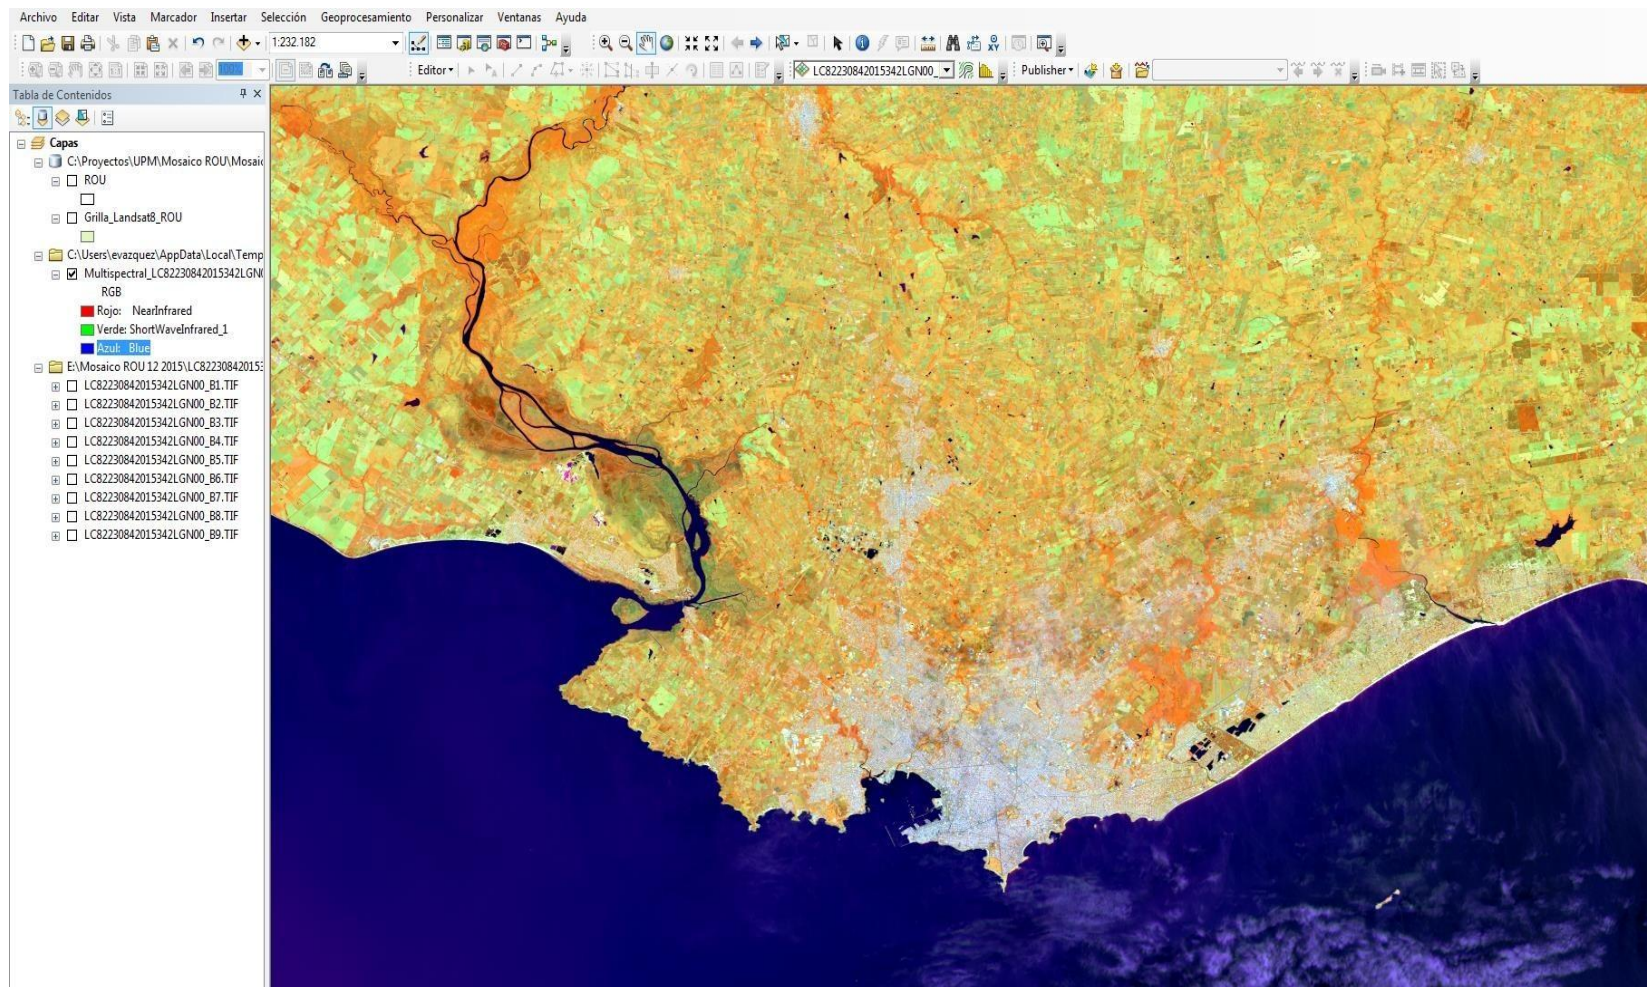 Archivo Editar Vista Marcador Insertar Selección Geoprocesamiento Personalizar Ventanas Ayuda
1:232.182
100%
Editor
LC82230842015342LGN00_
Publisher
Tabla de Contenidos
Capas
C:\Proyectos\UPM\Mosaico ROU\Mosaic
ROU
Grilla_Landsat8_ROU
C:\Users\evazquez\AppData\Local\Temp
Multispectral_LC82230842015342LGN(
RGB
Rojo: NearInfrared
Verde: ShortWaveInfrared_1
Azul: Blue
E:\Mosaico ROU 12 2015\LC822308420153
LC82230842015342LGN00_B1.TIF
LC82230842015342LGN00_B2.TIF
LC82230842015342LGN00_B3.TIF
LC82230842015342LGN00_B4.TIF
LC82230842015342LGN00_B5.TIF
LC82230842015342LGN00_B6.TIF
LC82230842015342LGN00_B7.TIF
LC82230842015342LGN00_B8.TIF
LC82230842015342LGN00_B9.TIF